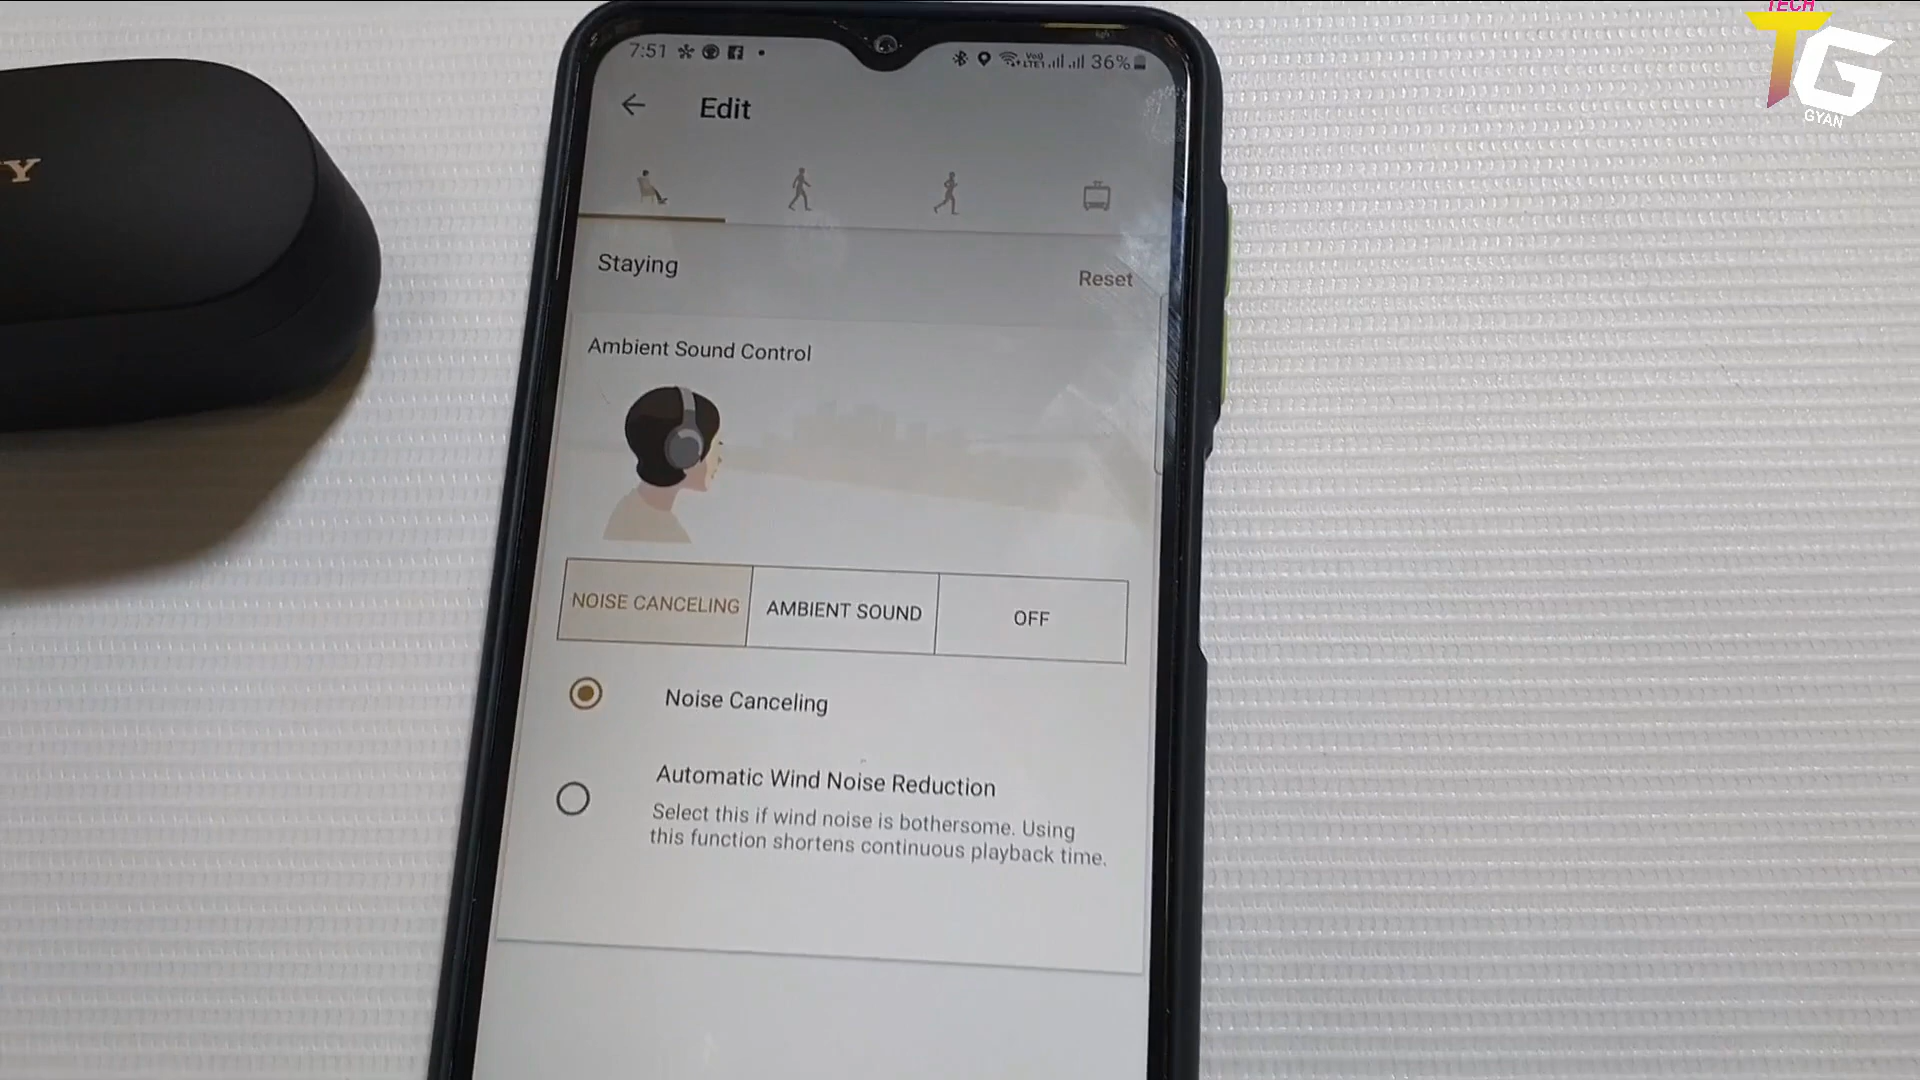 TECH
TG
GYAN
Y
7:51
36%
Edit
Staying
Reset
Ambient Sound Control
NOISE CANCELING
AMBIENT SOUND
OFF
Noise Canceling
Automatic Wind Noise Reduction
Select this if wind noise is bothersome. Using
this function shortens continuous playback time.